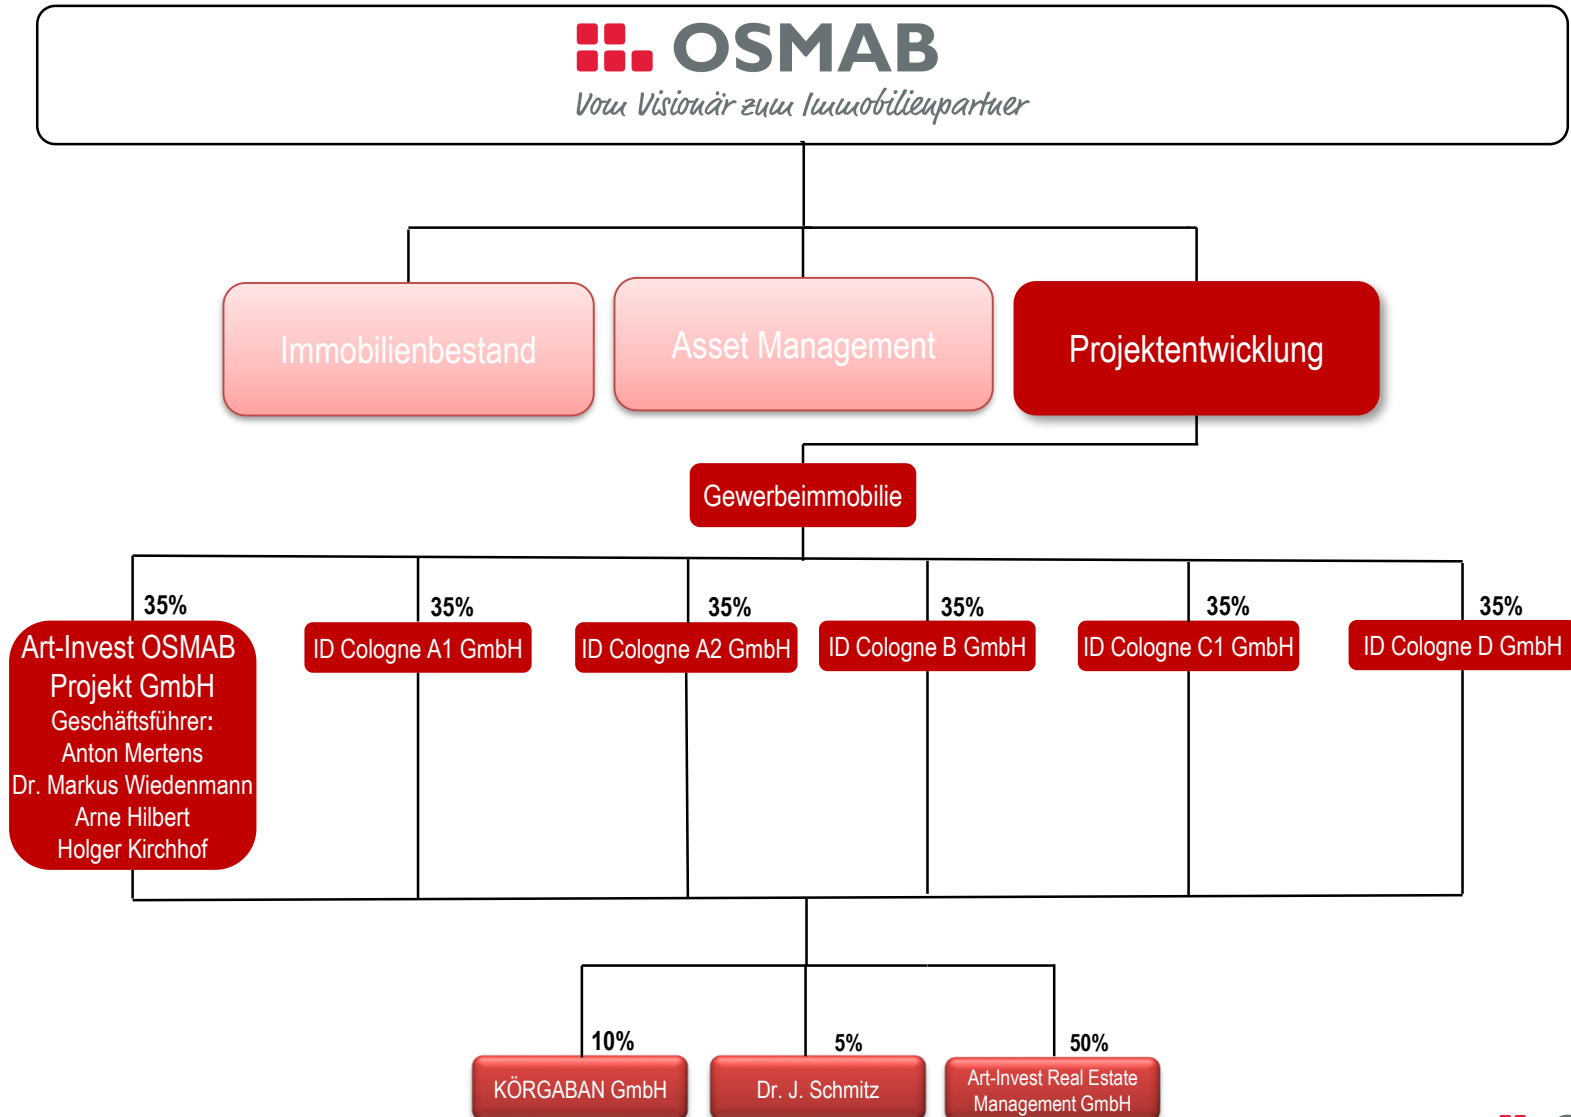 OSMAB
Vom Visionär zum Immobilienpartner
Immobilienbestand
Asset Management
Projektentwicklung
Gewerbeimmobilie
35%
35%
35%
35%
35%
35%
Art-Invest OSMAB
Projekt GmbH
Geschäftsführer:
Anton Mertens
Dr. Markus Wiedenmann
Arne Hilbert
Holger Kirchhof
ID Cologne A1 GmbH
ID Cologne A2 GmbH
ID Cologne B GmbH
ID Cologne C1 GmbH
ID Cologne D GmbH
10%
5%
50%
KÖRGABAN GmbH
Dr. J. Schmitz
Art-Invest Real Estate
Management GmbH